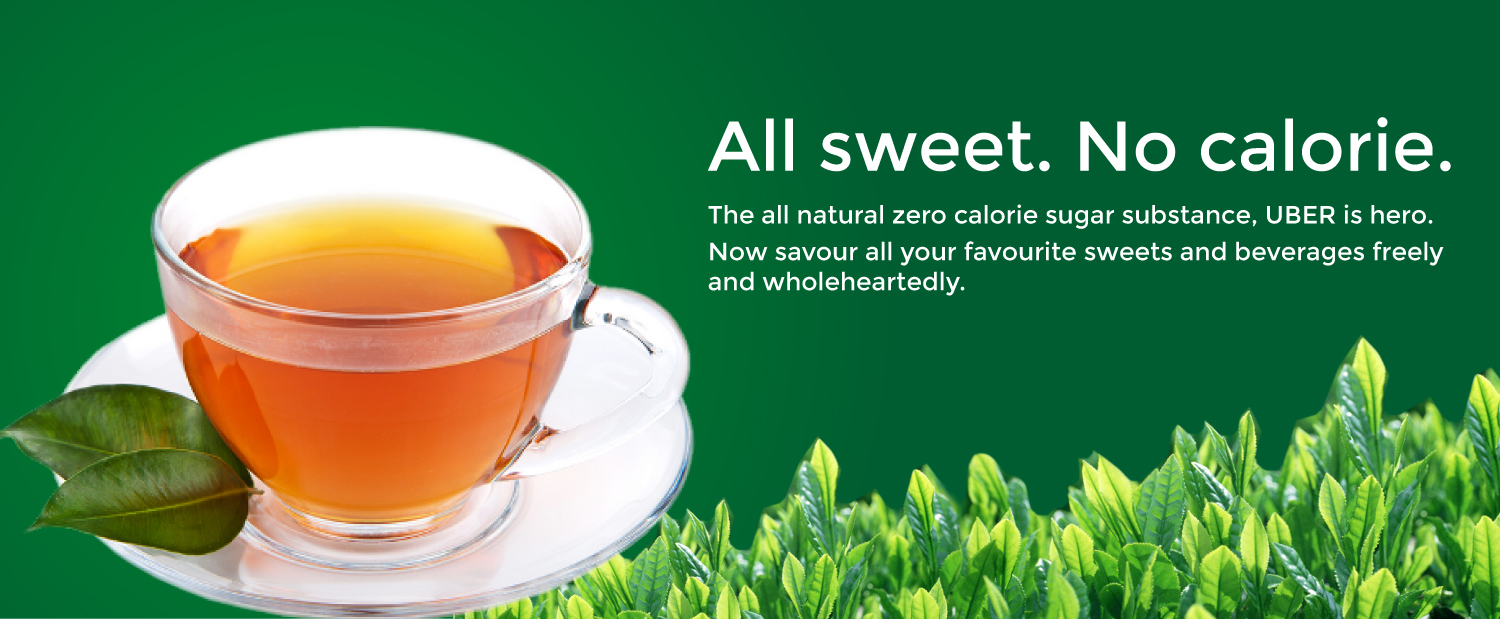 All sweet. No calorie.
The all natural zero calorie sugar substance, UBER is hero.
Now savour all your favourite sweets and beverages freely
and wholeheartedly.